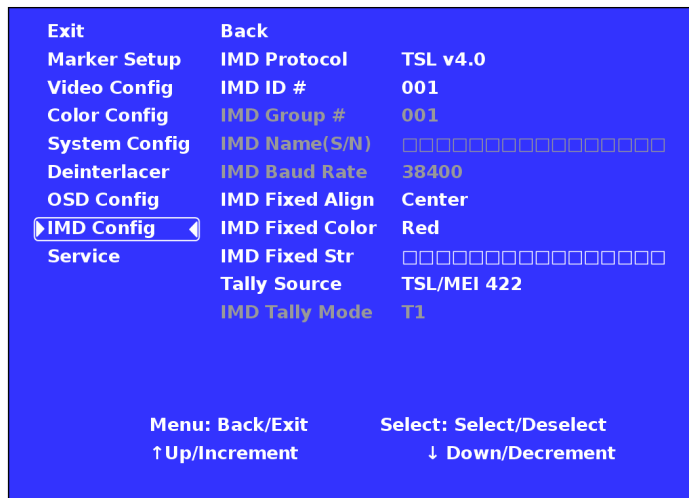 Exit Back
Marker Setup IMD Protocol TSL v4.0
Video Config IMD ID # 001
Color Config IMD Group # 001
System Config IMD Name(S/N) □□□□□□□□□□□□□□□□
Deinterlacer IMD Baud Rate 38400
OSD Config IMD Fixed Align Center
IMD Config IMD Fixed Color Red
Service IMD Fixed Str □□□□□□□□□□□□□□□□
Tally Source TSL/MEI 422
IMD Tally Mode T1
Menu: Back/Exit Select: Select/Deselect
↑Up/Increment ↓ Down/Decrement